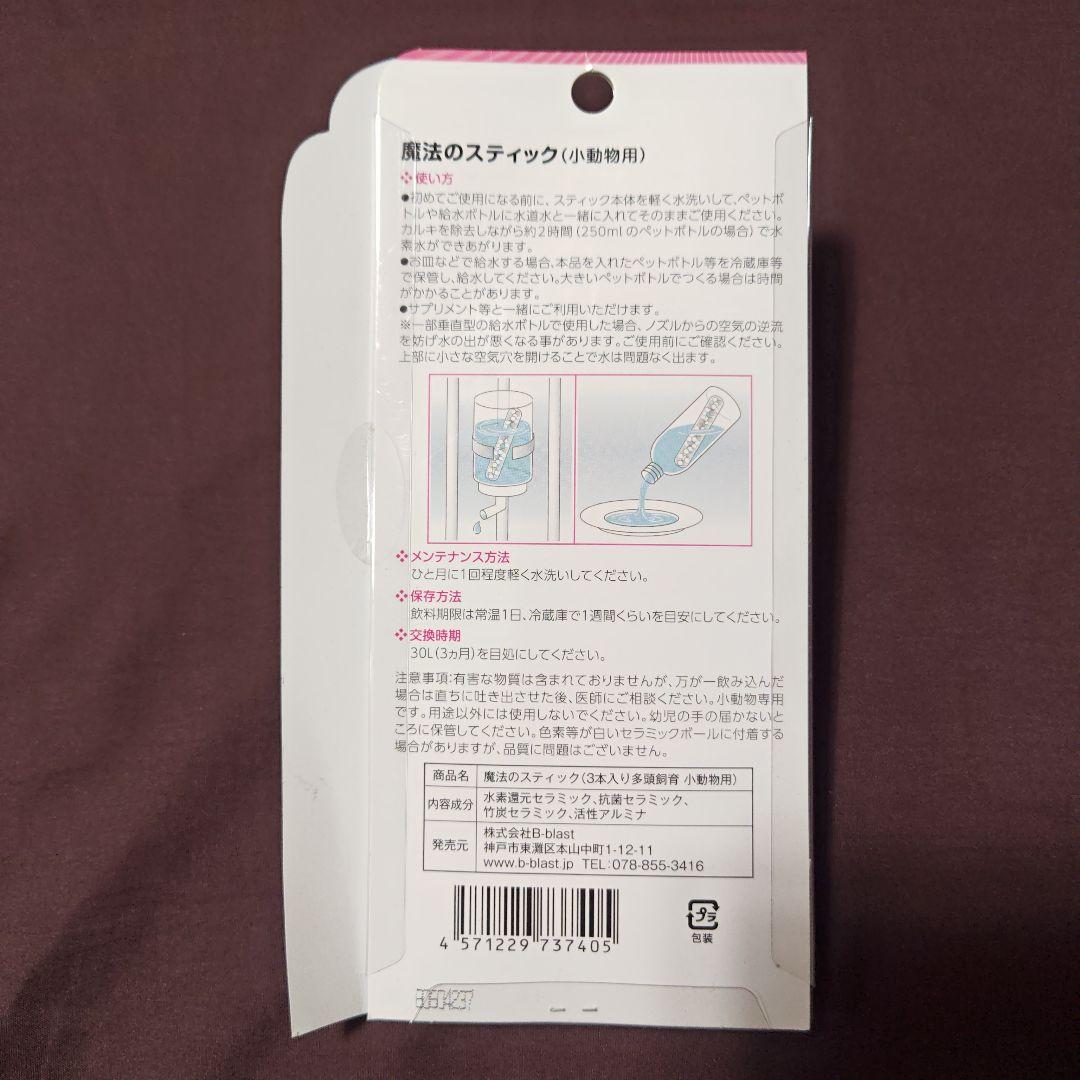 魔法のスティック(小動物用)
使い方
●初めてご使用になる前に、スティック本体を軽く水洗いして、ペットボ
トルや給水ボトルに水道水と一緒に入れてそのままご使用ください。
カルキを除去しながら約2時間(250mlのペットボトルの場合)で水
素水ができあがります。
●お皿などで給水する場合、本品を入れたペットボトル等を冷蔵庫等
で保管し、給水してください。大きいペットボトルでつくる場合は時間
がかかることがあります。
●サプリメント等と一緒にご利用いただけます。
※一部垂直型の給水ボトルで使用した場合、ノズルからの空気の逆流
を妨げ水の出が悪くなる事があります。ご使用前にご確認ください。
上部に小さな空気穴を開けることで水は問題なく出ます。
メンテナンス方法
ひと月に1回程度軽く水洗いしてください。
保存方法
飲料期限は常温1日、冷蔵庫で1週間くらいを目安にしてください。
交換時期
30L(3ヵ月)を目処にしてください。
注意事項:有害な物質は含まれておりませんが、万が一飲み込んだ
場合は直ちに吐き出させた後、医師にご相談ください。小動物専用
です。用途以外には使用しないでください。幼児の手の届かないと
ころに保管してください。色素等が白いセラミックボールに付着する
場合がありますが、品質に問題はございません。
商品名 魔法のスティック(3本入り多頭飼育 小動物用)
内容成分 水素還元セラミック、抗菌セラミック、
竹炭セラミック、活性アルミナ
発売元 株式会社B-blast
神戸市東灘区本山中町1-12-11
www.b-blast.jp TEL:078-855-3416
4 571229 737405
プラ
包装